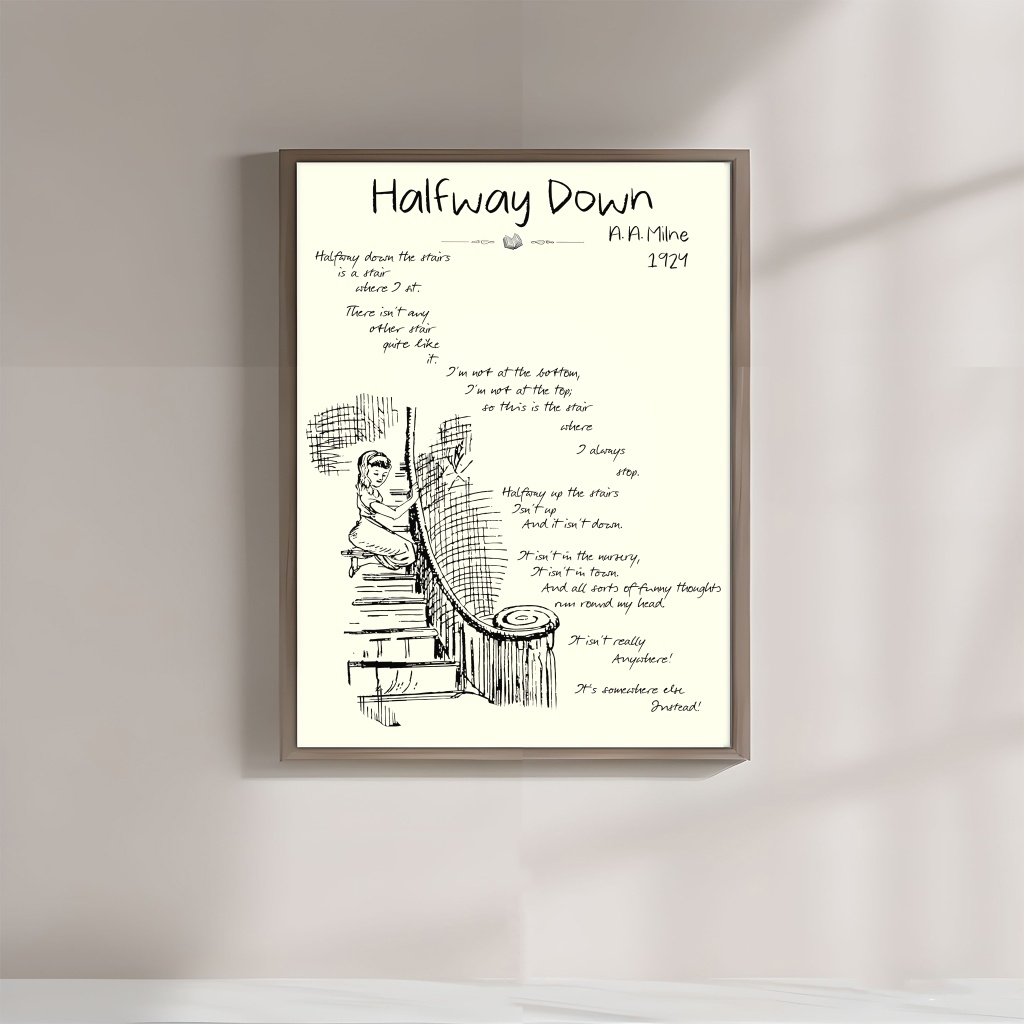 Halfway Down
A. A. Milne
1924
Halfway down the stairs
is a stair
where I sit.
There isn't any
other stair
quite like
it.
I'm not at the bottom,
I'm not at the top;
so this is the stair
where
I always
stop.
Halfway up the stairs
Isn't up
And it isn't down.
It isn't in the nursery,
It isn't in town.
And all sorts of funny thoughts
run round my head.
It isn't really
Anywhere!
It's somewhere else
Instead!